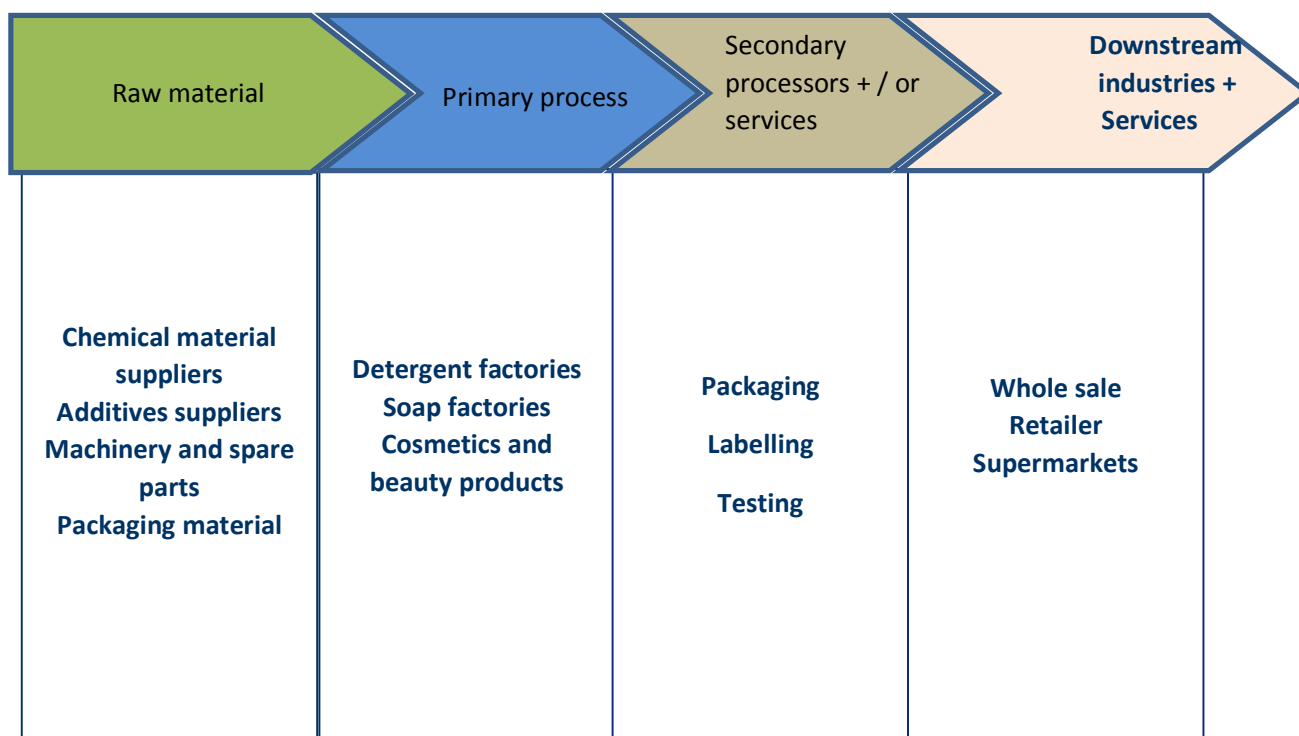 Raw material
Primary process
Secondary
processors + / or
services
Downstream
industries +
Services
Chemical material
suppliers
Additives suppliers
Machinery and spare
parts
Packaging material
Detergent factories
Soap factories
Cosmetics and
beauty products
Packaging
Labelling
Testing
Whole sale
Retailer
Supermarkets